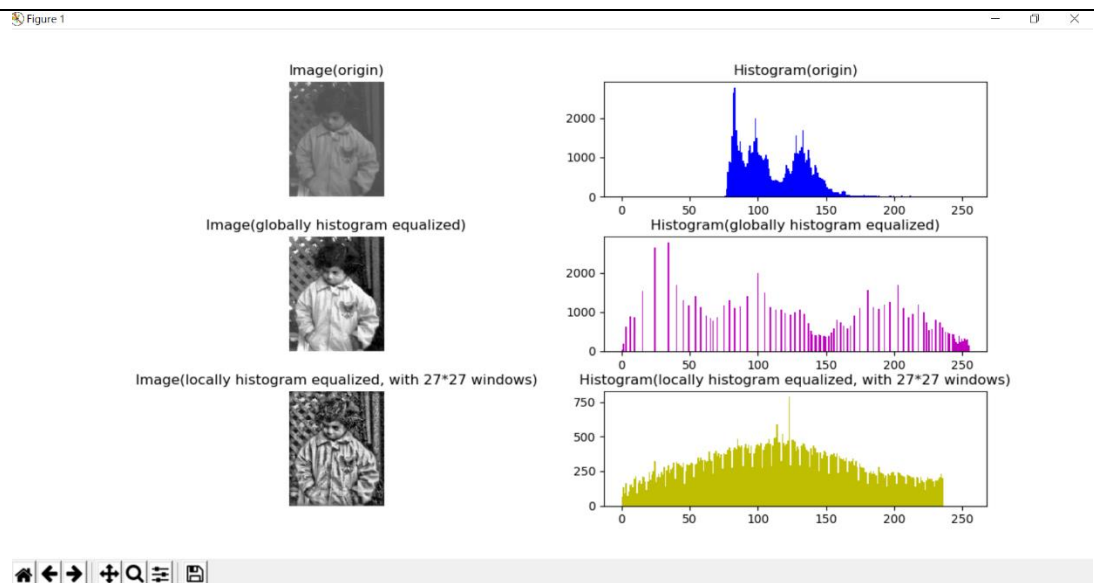 Figure 1
Image(origin)
Histogram(origin)
2000
1000
0
0 50 100 150 200 250
Image(globally histogram equalized)
Histogram(globally histogram equalized)
2000
1000
0
0 50 100 150 200 250
Image(locally histogram equalized, with 27*27 windows)
Histogram(locally histogram equalized, with 27*27 windows)
750
500
250
0
0 50 100 150 200 250